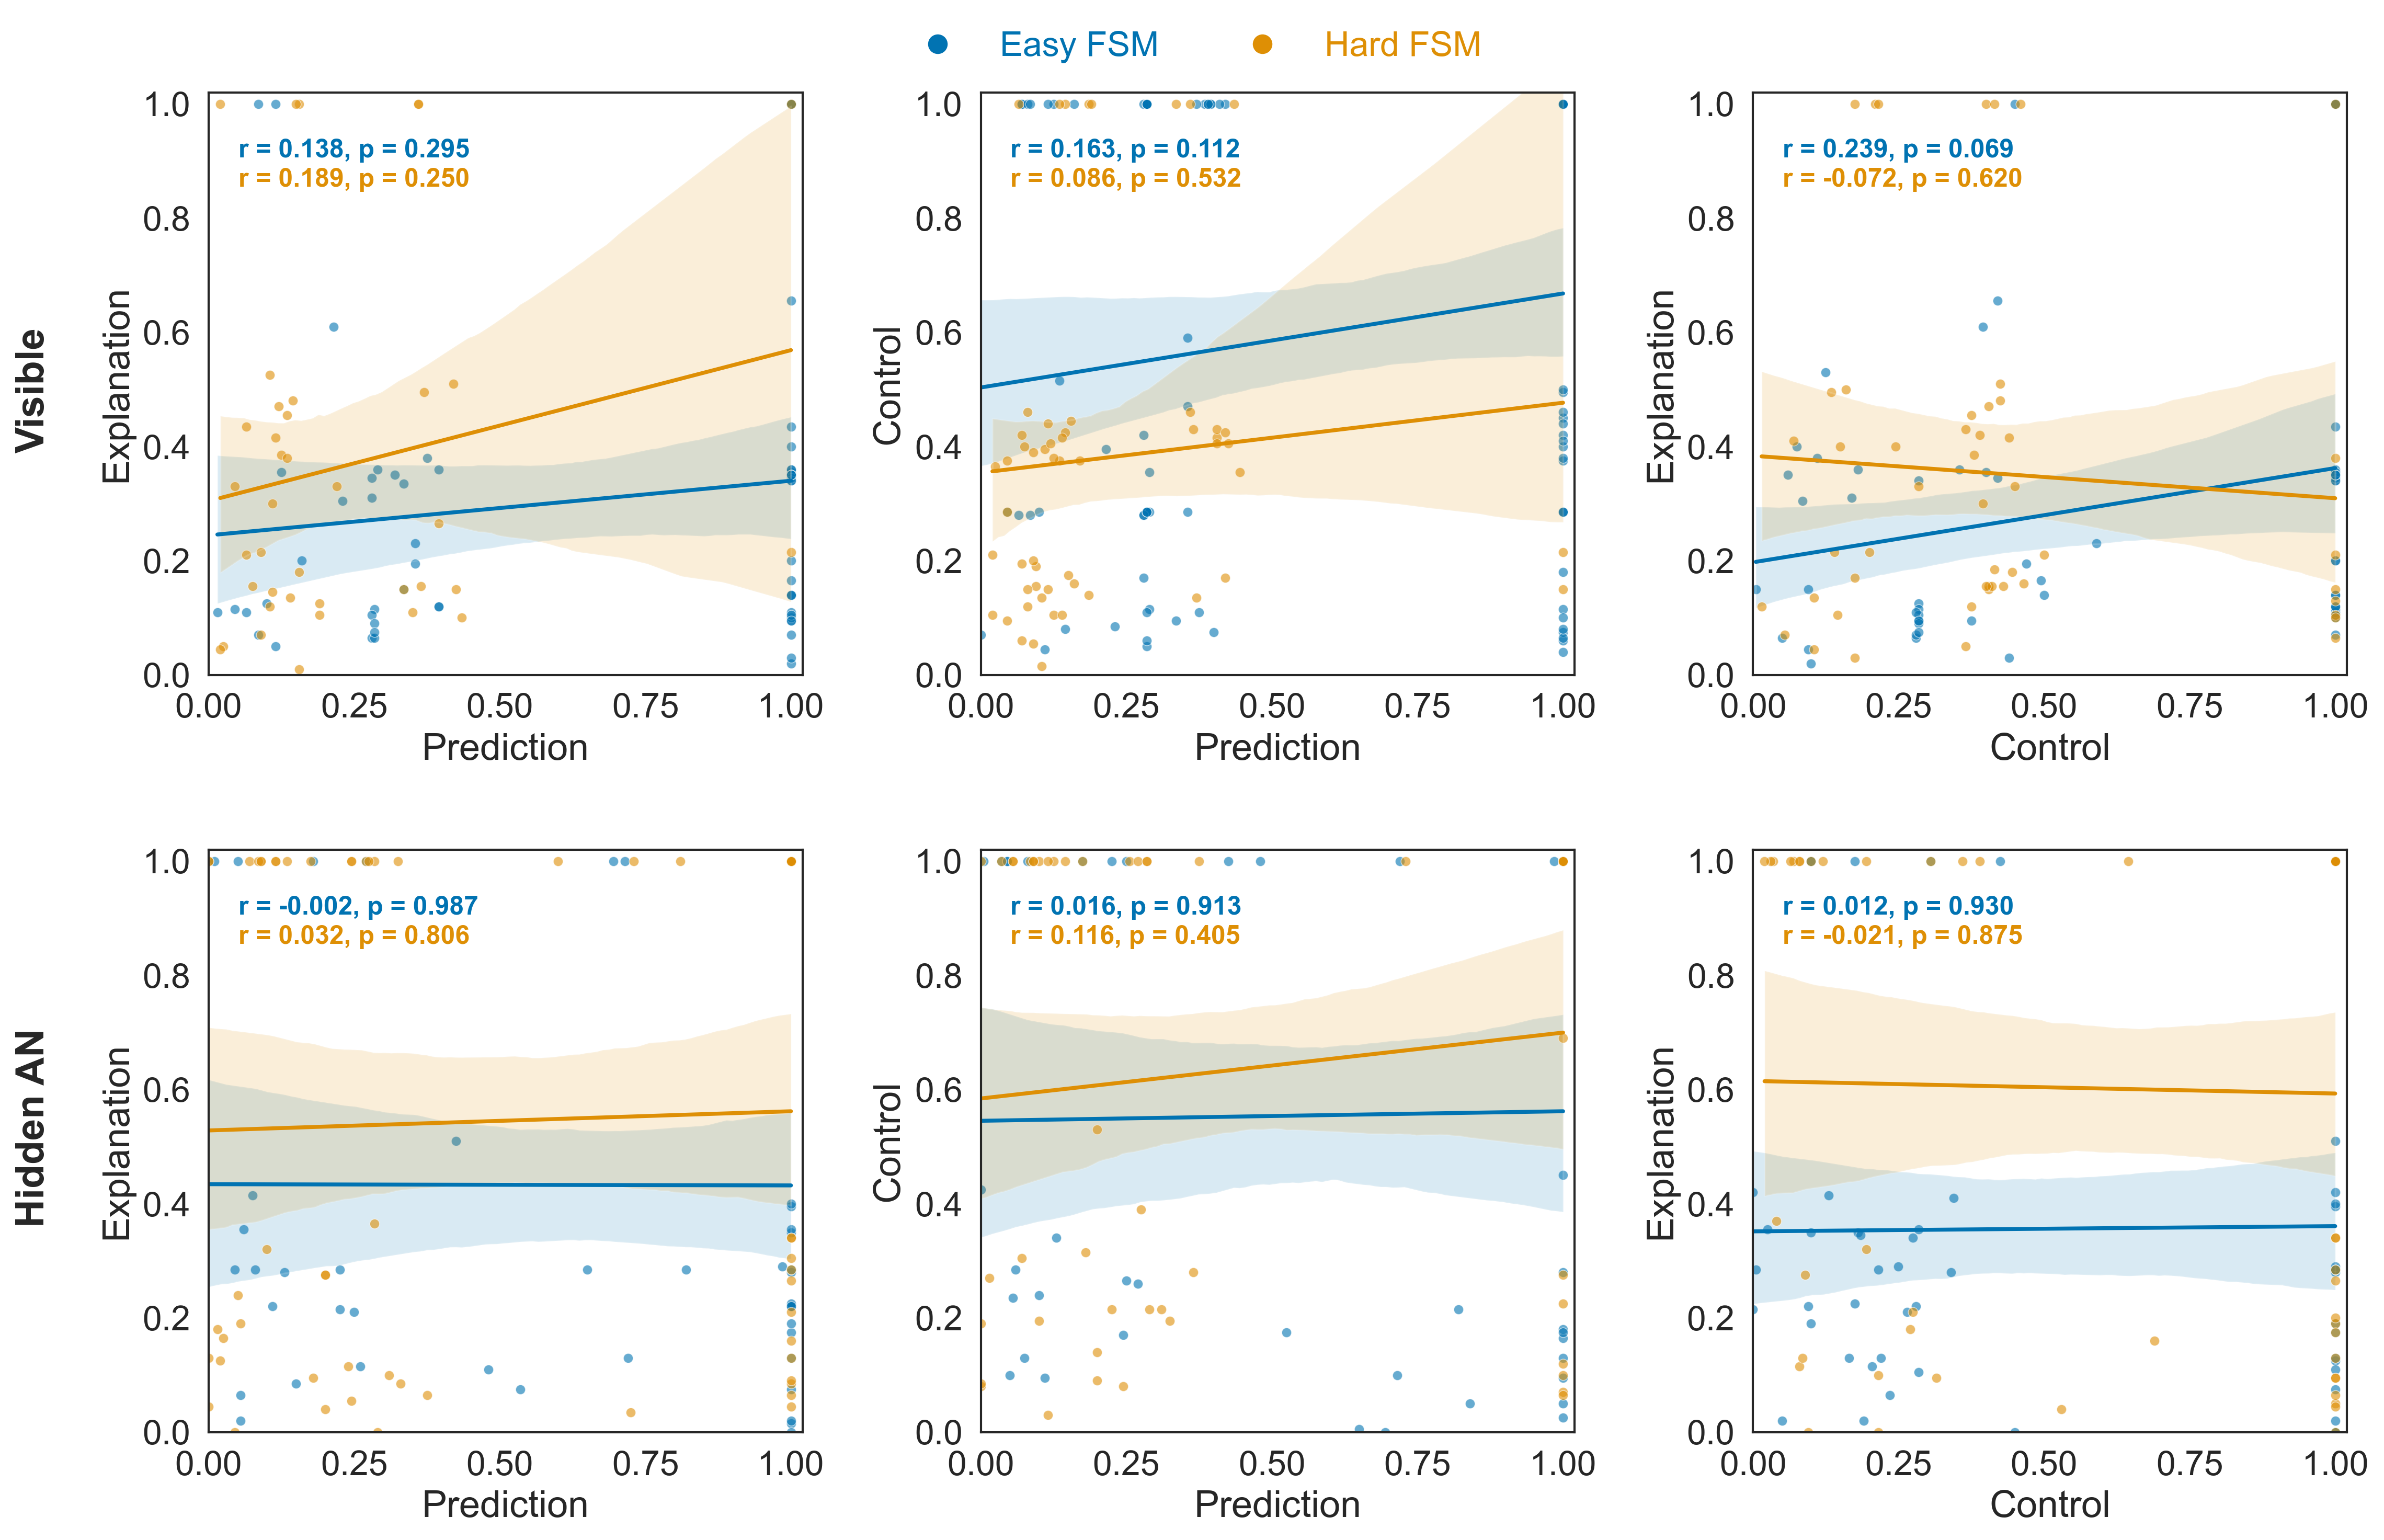 Easy FSM Hard FSM
Visible
Explanation
1.0
0.8
0.6
0.4
0.2
0.0
r = 0.138, p = 0.295
r = 0.189, p = 0.250
0.00 0.25 0.50 0.75 1.00
Prediction
Control
1.0
0.8
0.6
0.4
0.2
0.0
r = 0.163, p = 0.112
r = 0.086, p = 0.532
0.00 0.25 0.50 0.75 1.00
Prediction
Explanation
1.0
0.8
0.6
0.4
0.2
0.0
r = 0.239, p = 0.069
r = -0.072, p = 0.620
0.00 0.25 0.50 0.75 1.00
Control
Hidden AN
Explanation
1.0
0.8
0.6
0.4
0.2
0.0
r = -0.002, p = 0.987
r = 0.032, p = 0.806
0.00 0.25 0.50 0.75 1.00
Prediction
Control
1.0
0.8
0.6
0.4
0.2
0.0
r = 0.016, p = 0.913
r = 0.116, p = 0.405
0.00 0.25 0.50 0.75 1.00
Prediction
Explanation
1.0
0.8
0.6
0.4
0.2
0.0
r = 0.012, p = 0.930
r = -0.021, p = 0.875
0.00 0.25 0.50 0.75 1.00
Control